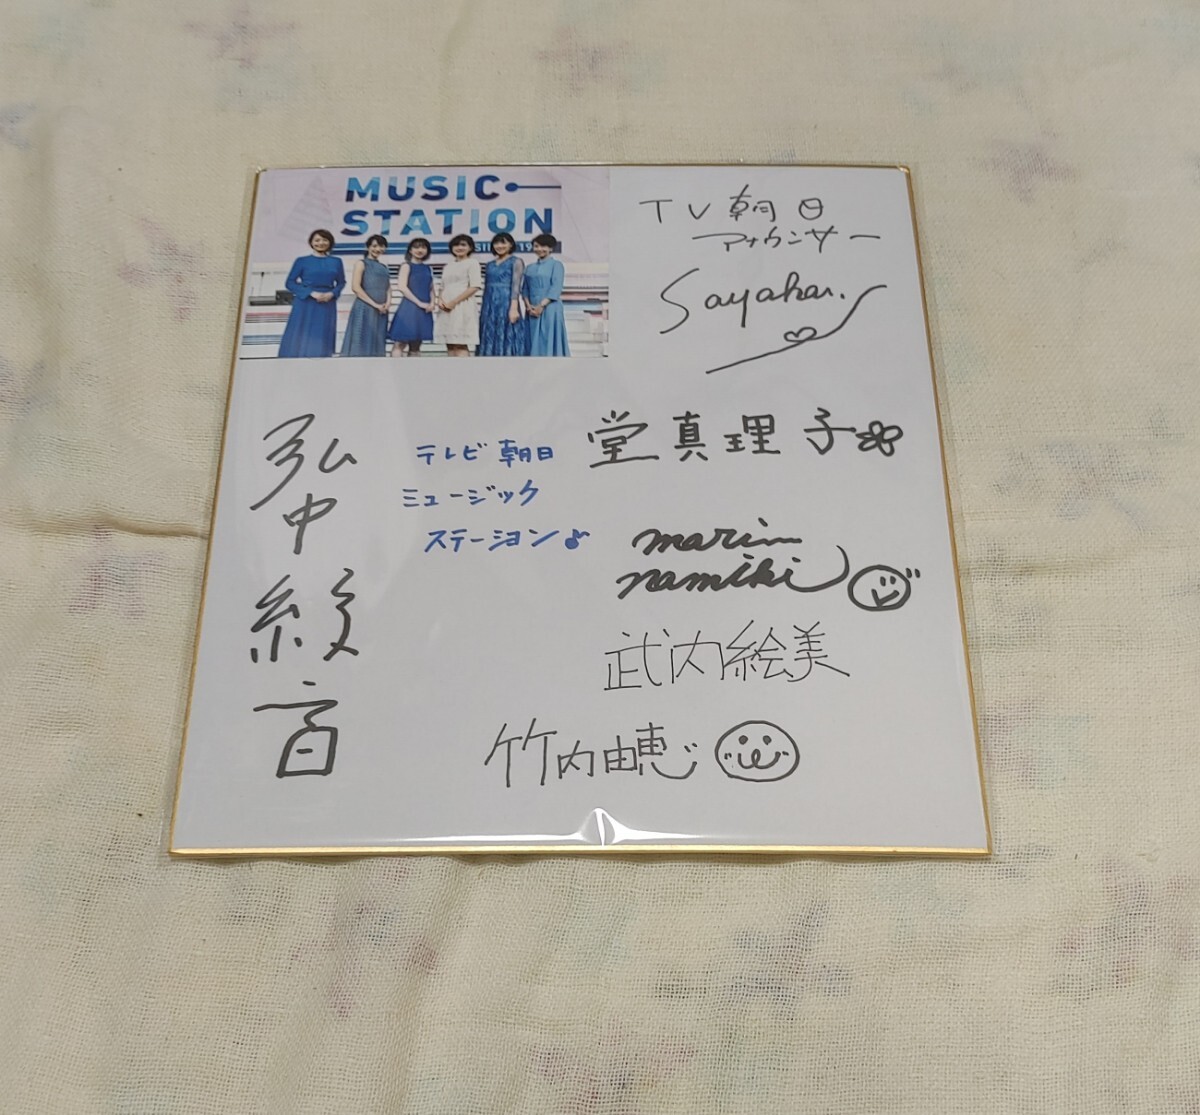 MUSIC
STATION
TV朝日
アナウンサー
Sayaka
弘中綾香
テレビ朝日
ミュージック
ステーション♪
堂真理子
marin
namiki
武内絵美
竹内由恵